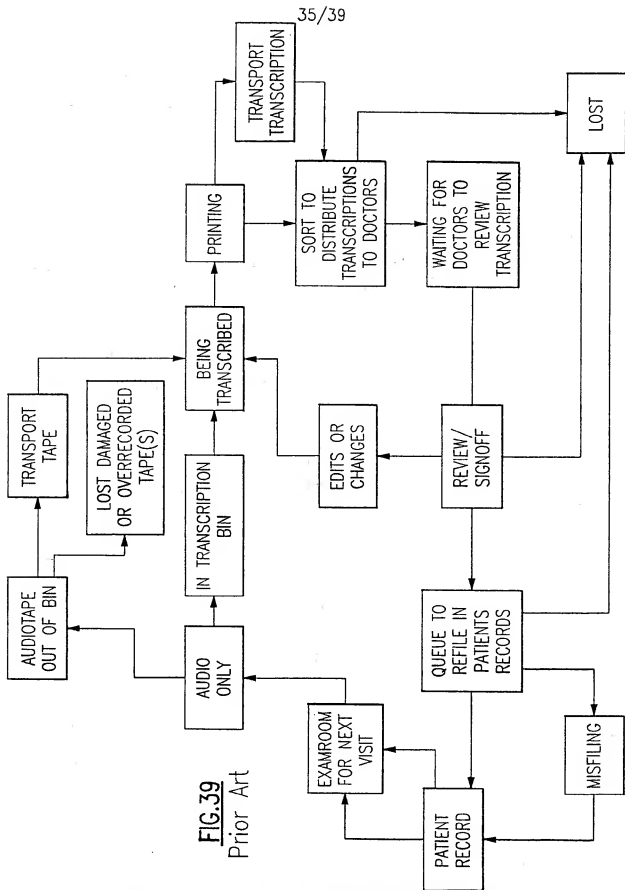 35/39
TRANSPORT
TRANSCRIPTION
PRINTING
SORT TO
DISTRIBUTE
TRANSCRIPTIONS
TO DOCTORS
LOST
WAITING FOR
DOCTORS TO
REVIEW
TRANSCRIPTION
BEING
TRANSCRIBED
TRANSPORT
TAPE
LOST DAMAGED
OR OVERRECORDED
TAPE(S)
EDITS OR
CHANGES
REVIEW/
SIGNOFF
IN TRANSCRIPTION
BIN
AUDIOTAPE
OUT OF BIN
AUDIO
ONLY
QUEUE TO
REFILE IN
PATIENTS
RECORDS
EXAMROOM
FOR NEXT
VISIT
MISFILING
PATIENT
RECORD
FIG.39
Prior Art